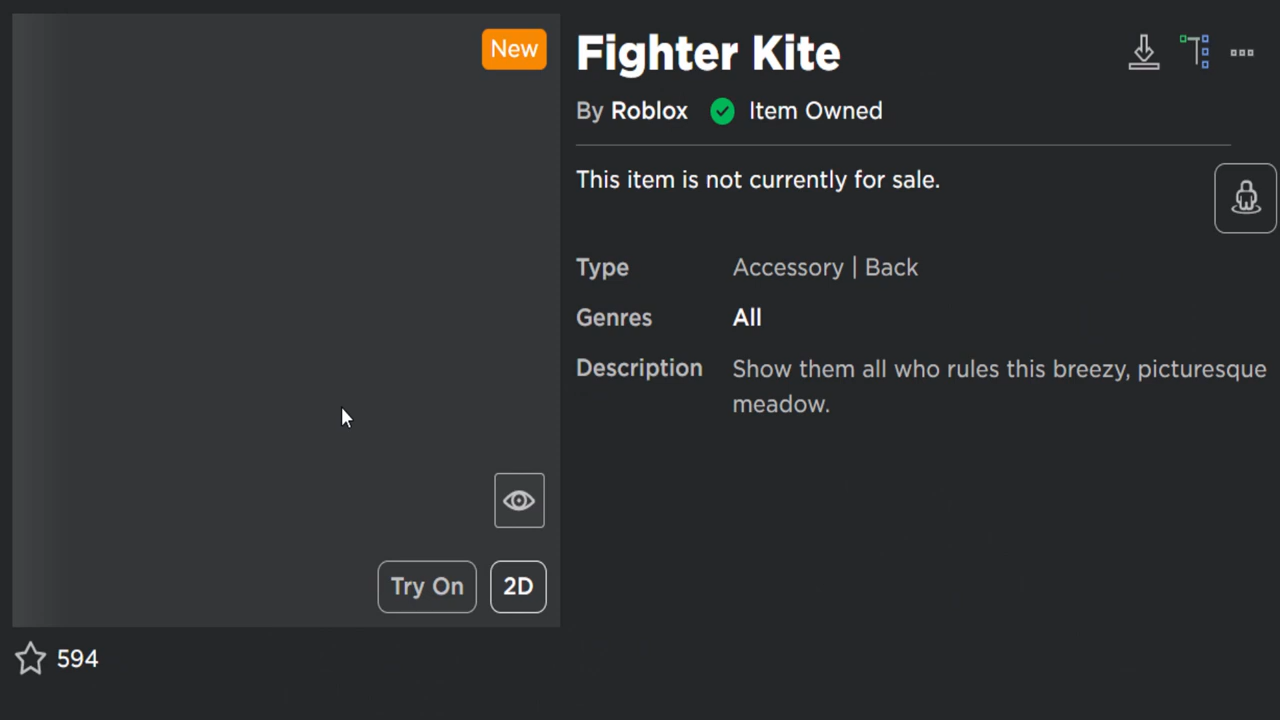 New
Fighter Kite
By Roblox Item Owned
This item is not currently for sale.
Type Accessory | Back
Genres All
Description Show them all who rules this breezy, picturesque
meadow.
Try On 2D
594